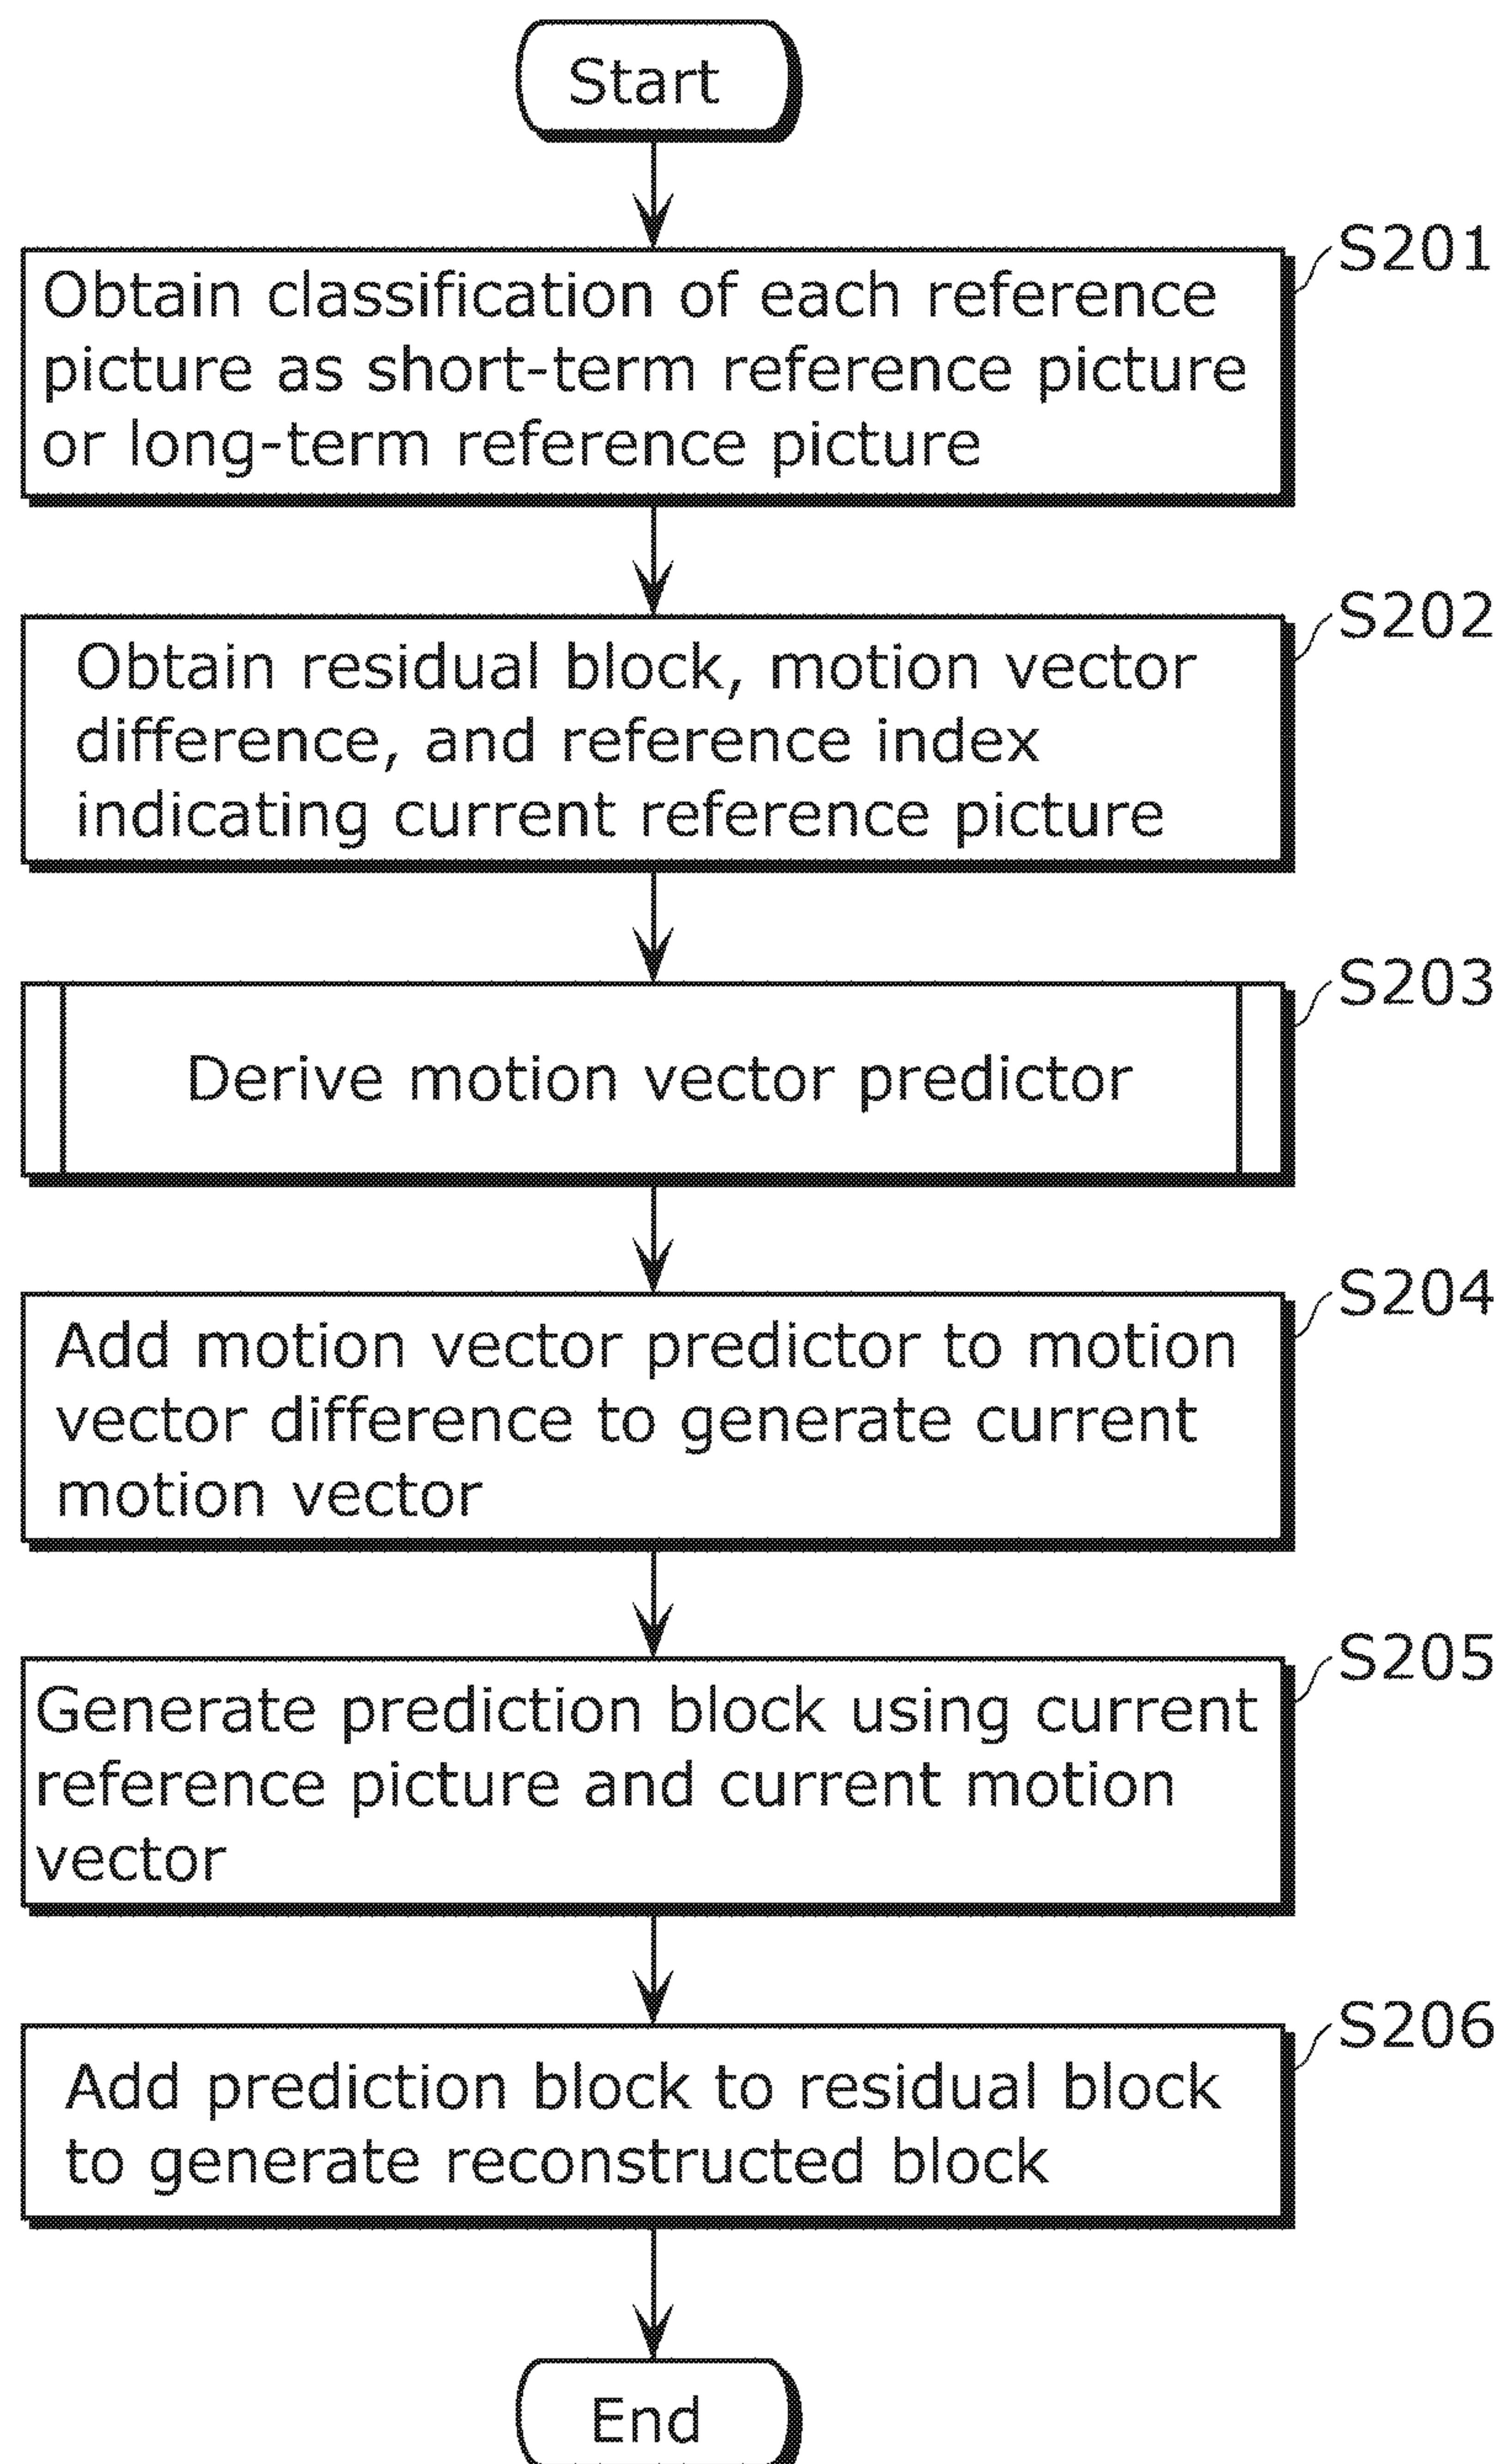 Start
S201
Obtain classification of each reference
picture as short-term reference picture
or long-term reference picture
S202
Obtain residual block, motion vector
difference, and reference index
indicating current reference picture
S203
Derive motion vector predictor
S204
Add motion vector predictor to motion
vector difference to generate current
motion vector
S205
Generate prediction block using current
reference picture and current motion
vector
S206
Add prediction block to residual block
to generate reconstructed block
End